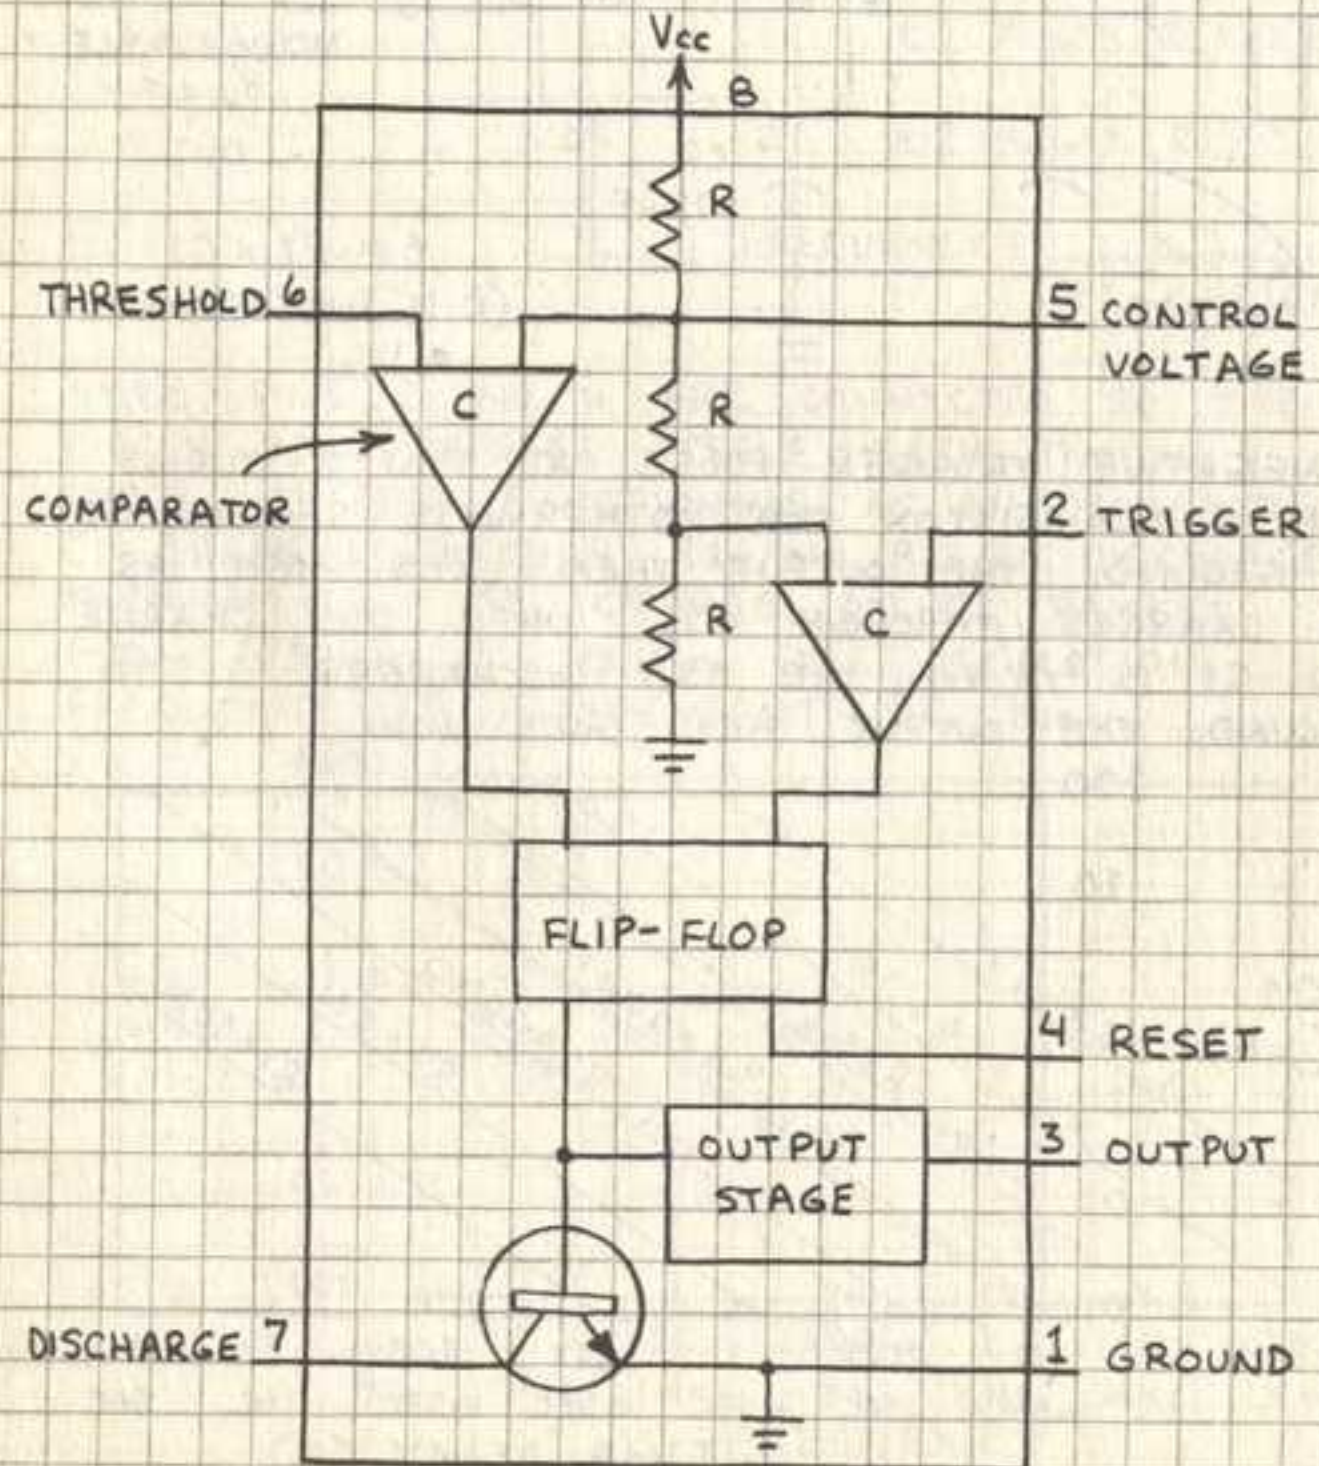 Vcc
8
R
THRESHOLD 6
5 CONTROL
VOLTAGE
C
R
COMPARATOR
2 TRIGGER
R
C
FLIP-FLOP
4 RESET
OUTPUT
STAGE
3 OUTPUT
DISCHARGE 7
1 GROUND